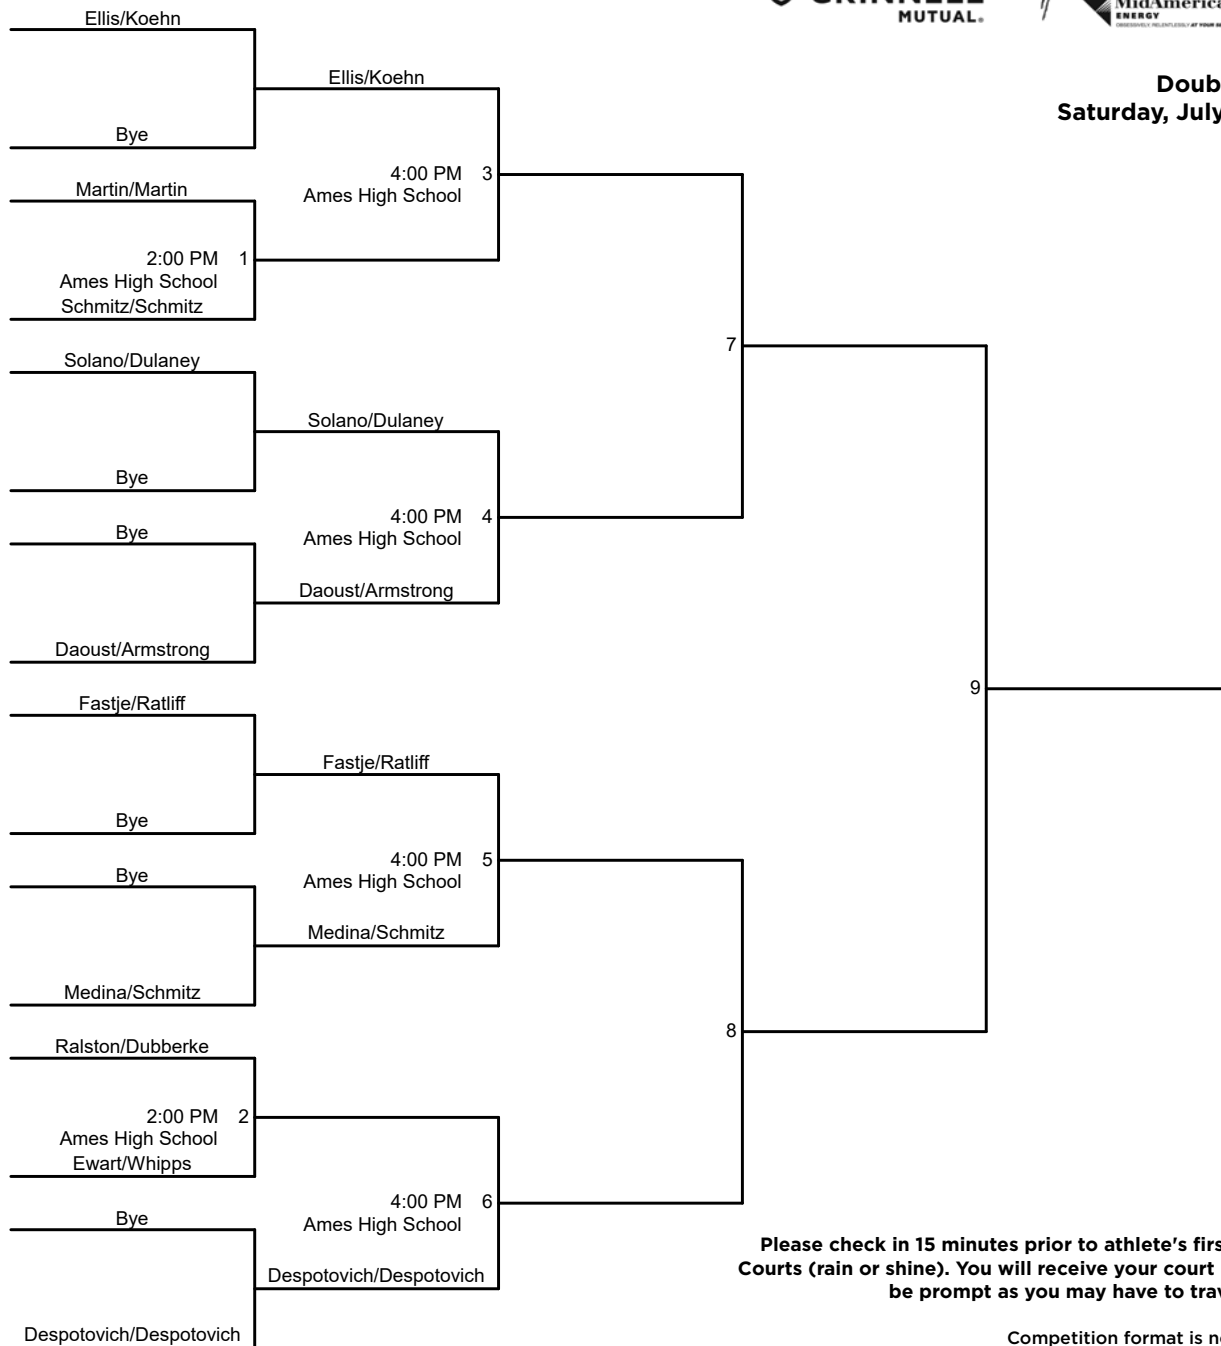 MUTUAL.
ENERGY
Doub
Saturday, July
Ellis/Koehn
Bye
Martin/Martin
2:00 PM 1
Ames High School
Schmitz/Schmitz
Solano/Dulaney
Bye
Bye
Daoust/Armstrong
Fastje/Ratliff
Bye
Bye
Medina/Schmitz
Ralston/Dubberke
2:00 PM 2
Ames High School
Ewart/Whipps
Bye
Despotovich/Despotovich
Ellis/Koehn
4:00 PM 3
Ames High School
Solano/Dulaney
4:00 PM 4
Ames High School
Daoust/Armstrong
Fastje/Ratliff
4:00 PM 5
Ames High School
Medina/Schmitz
4:00 PM 6
Ames High School
Despotovich/Despotovich
7
8
9
Please check in 15 minutes prior to athlete's firs
Courts (rain or shine). You will receive your court
be prompt as you may have to trav
Competition format is n